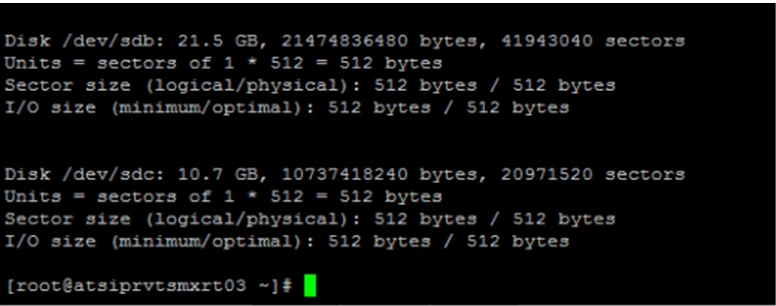 Disk /dev/sdb: 21.5 GB, 21474836480 bytes, 41943040 sectors
Units = sectors of 1 * 512 = 512 bytes
Sector size (logical/physical): 512 bytes / 512 bytes
I/O size (minimum/optimal): 512 bytes / 512 bytes
Disk /dev/sdc: 10.7 GB, 10737418240 bytes, 20971520 sectors
Units = sectors of 1 * 512 = 512 bytes
Sector size (logical/physical): 512 bytes / 512 bytes
I/O size (minimum/optimal): 512 bytes / 512 bytes
[root@atsiprvtsmxrt03 ~]#